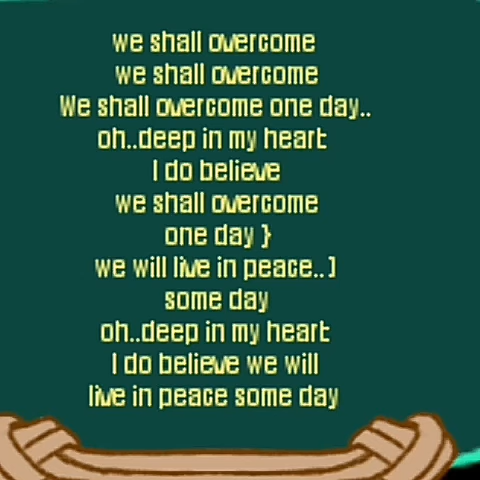 we shall overcome
we shall overcome
We shall overcome one day..
oh..deep in my heart
I do believe
we shall overcome
one day }
we will live in peace..]
some day
oh..deep in my heart
I do believe we will
live in peace some day